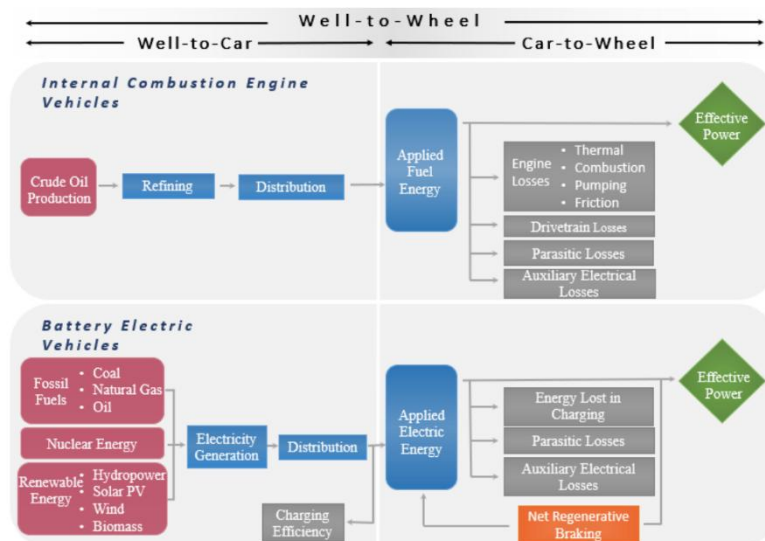 Well-to-Wheel
Well-to-Car
Car-to-Wheel
Internal Combustion Engine
Vehicles
Crude Oil
Production
Refining
Distribution
Applied
Fuel
Energy
Engine
Losses
• Thermal
• Combustion
• Pumping
• Friction
Drivetrain Losses
Parasitic Losses
Auxiliary Electrical
Losses
Effective
Power
Battery Electric
Vehicles
Fossil
Fuels
• Coal
• Natural Gas
• Oil
Nuclear Energy
Renewable
Energy
• Hydropower
• Solar PV
• Wind
• Biomass
Electricity
Generation
Distribution
Charging
Efficiency
Applied
Electric
Energy
Energy Lost in
Charging
Parasitic Losses
Auxiliary Electrical
Losses
Net Regenerative
Braking
Effective
Power